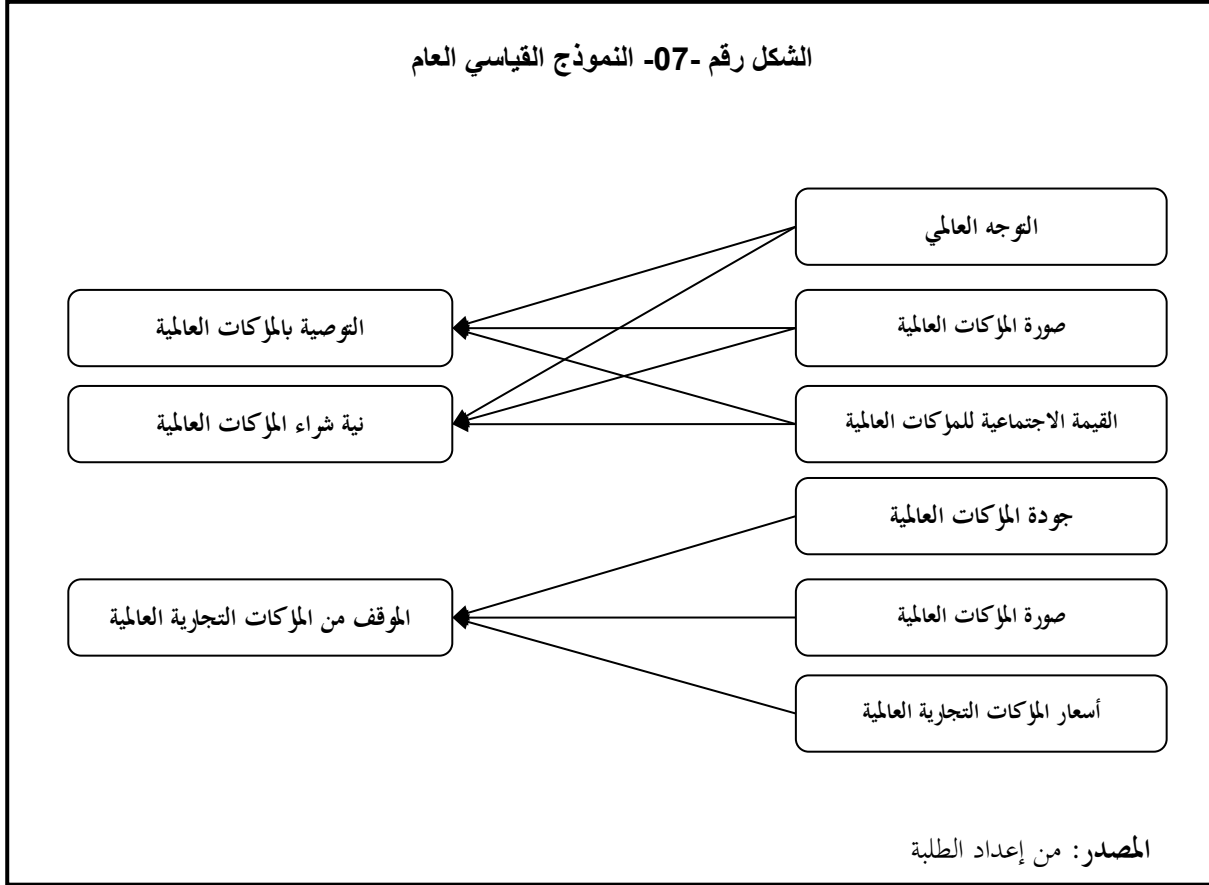 الشكل رقم -07- النموذج القياسي العام
التوجه العالمي
صورة الماركات العالمية
القيمة الاجتماعية للماركات العالمية
جودة الماركات العالمية
صورة الماركات العالمية
أسعار الماركات التجارية العالمية
التوصية بالماركات العالمية
نية شراء الماركات العالمية
الموقف من الماركات التجارية العالمية
المصدر: من إعداد الطلبة